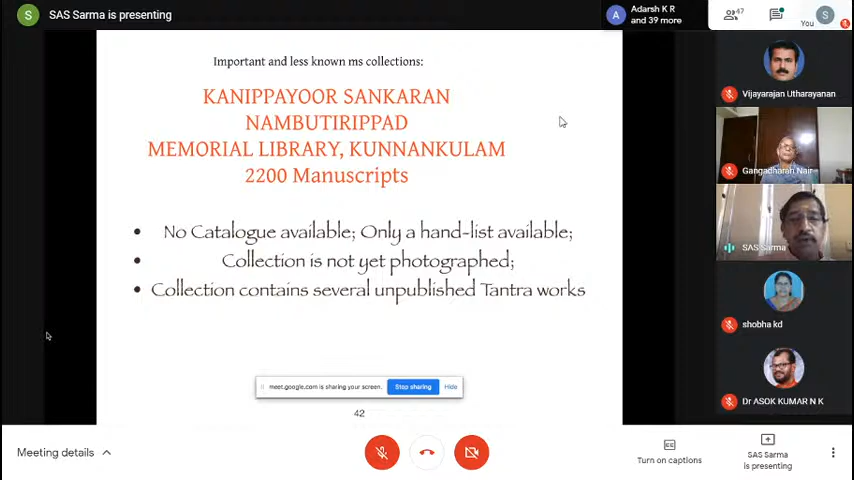 SAS Sarma is presenting
Adarsh K R
and 39 more
47
You
Important and less known ms collections:
KANIPPAYOOR SANKARAN
NAMBUTIRIPPAD
MEMORIAL LIBRARY, KUNNANKULAM
2200 Manuscripts
• No Catalogue available; Only a hand-list available;
• Collection is not yet photographed;
• Collection contains several unpublished Tantra works
meet.google.com is sharing your screen.
Stop sharing
Hide
42
Vijayarajan Utharayanan
Gangadharan Nair
SAS Sarma
shobha kd
Dr ASOK KUMAR N K
Meeting details
Turn on captions
SAS Sarma
is presenting
S
A
S